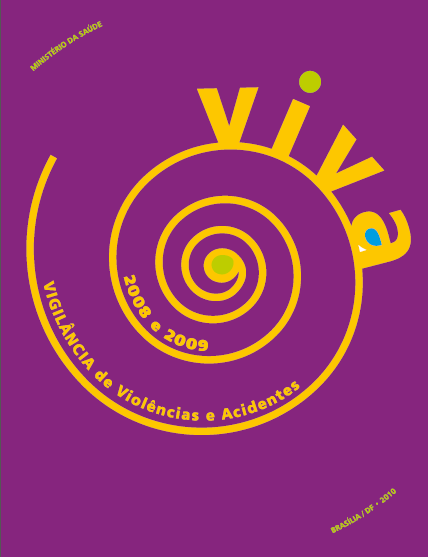 MINISTÉRIO DA SAÚDE
viva
2008 e 2009
VIGILÂNCIA de Violências e Acidentes
BRASÍLIA / DF • 2010